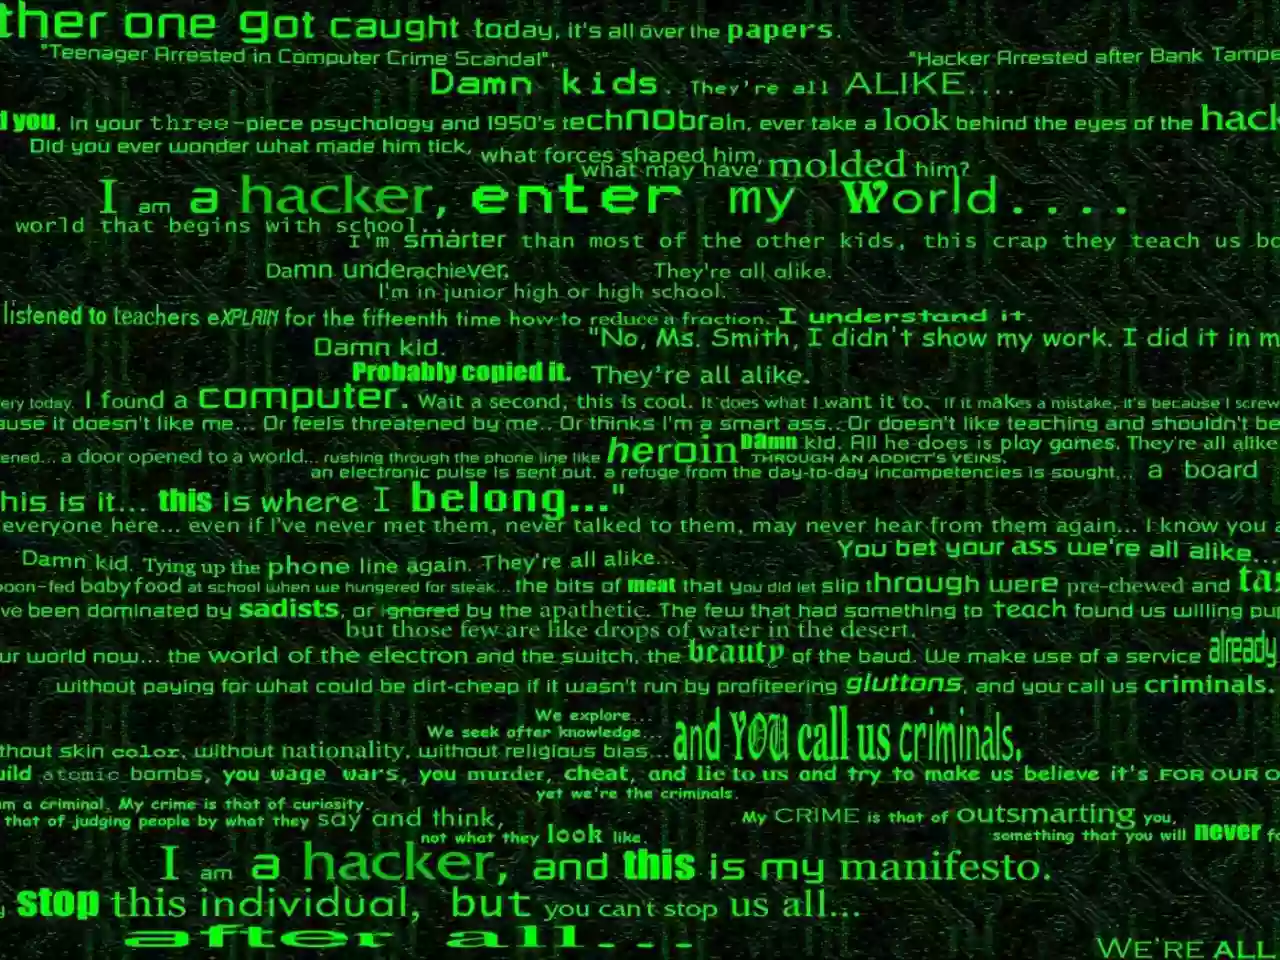 ther one got caught today, it's all over the papers.
"Teenager Arrested in Computer Crime Scandal", "Hacker Arrested after Bank Tampe
Damn kids. They're all ALIKE....
d you, in your three-piece psychology and 1950's technobrain, ever take a look behind the eyes of the hack
Did you ever wonder what made him tick, what forces shaped him,
what may have molded him?
I am a hacker, enter my World....
world that begins with school...
I'm smarter than most of the other kids, this crap they teach us bo
Damn underachiever. They're all alike.
I'm in junior high or high school.
listened to teachers eXPLAIN for the fifteenth time how to reduce a fraction. I understand it.
"No, Ms. Smith, I didn't show my work. I did it in m
Damn kid.
Probably copied it. They're all alike.
ery today. I found a computer. Wait a second, this is cool. It does what I want it to. If it makes a mistake, it's because I screw
ause it doesn't like me... Or feels threatened by me.. Or thinks I'm a smart ass.. Or doesn't like teaching and shouldn't be
Damn kid. All he does is play games. They're all alike
ened... a door opened to a world... rushing through the phone line like heroin THROUGH AN ADDICT'S VEINS,
an electronic pulse is sent out, a refuge from the day-to-day incompetencies is sought... a board
his is it... this is where I belong..."
everyone here... even if I've never met them, never talked to them, may never hear from them again... I know you a
Damn kid. Tying up the phone line again. They're all alike... You bet your ass we're all alike...
poon-fed baby food at school when we hungered for steak... the bits of meat that you did let slip through were pre-chewed and tas
ve been dominated by sadists, or ignored by the apathetic. The few that had something to teach found us willing pu
but those few are like drops of water in the desert.
ur world now... the world of the electron and the switch, the beauty of the baud. We make use of a service already
without paying for what could be dirt-cheap if it wasn't run by profiteering gluttons, and you call us criminals.
We explore...
We seek after knowledge... and YOU call us criminals.
thout skin color, without nationality, without religious bias...
uild atomic bombs, you wage wars, you murder, cheat, and lie to us and try to make us believe it's FOR OUR O
yet we're the criminals.
am a criminal. My crime is that of curiosity.
that of judging people by what they say and think, My CRIME is that of outsmarting you,
not what they look like. something that you will never fo
I am a hacker, and this is my manifesto.
y stop this individual, but you can't stop us all...
after all... WE'RE ALL